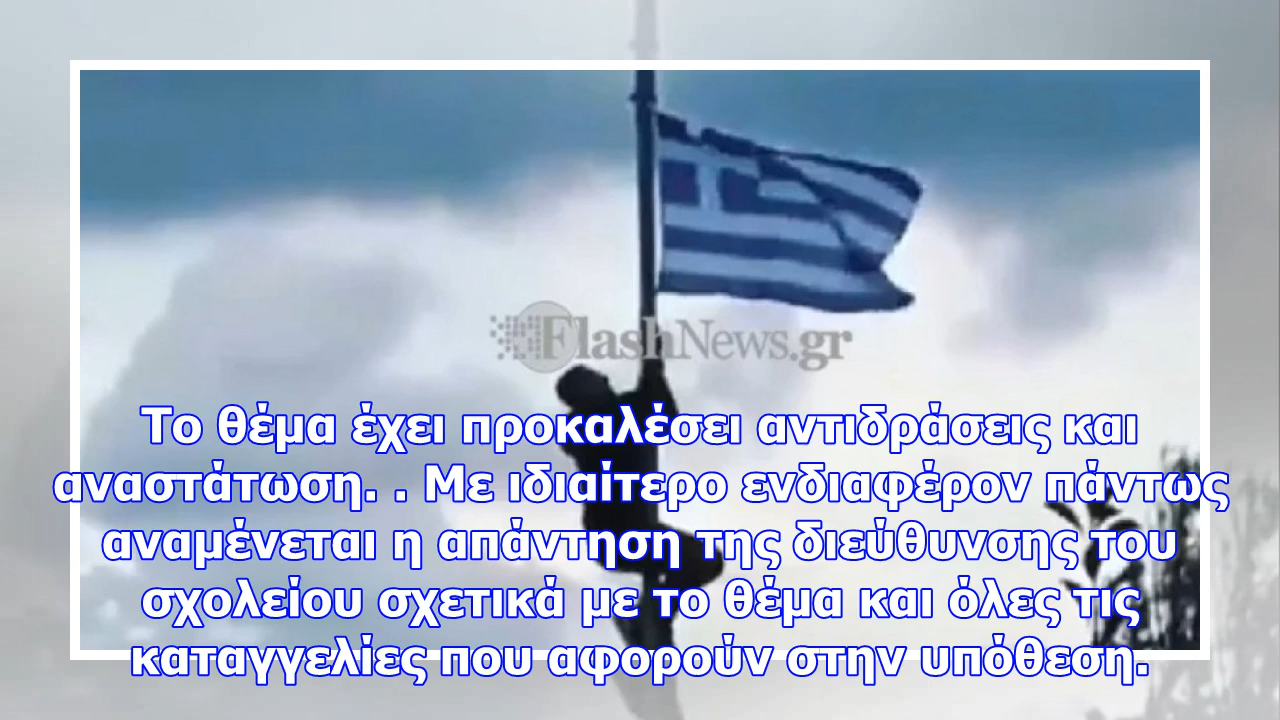 FlashNews.gr
Το θέμα έχει προκαλέσει αντιδράσεις και
αναστάτωση. . Με ιδιαίτερο ενδιαφέρον πάντως
αναμένεται η απάντηση της διεύθυνσης του
σχολείου σχετικά με το θέμα και όλες τις
καταγγελίες που αφορούν στην υπόθεση.